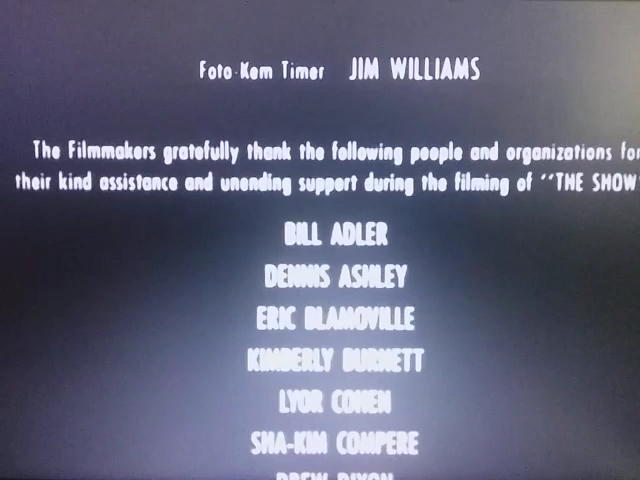 Foto-Kem Timer JIM WILLIAMS
The Filmmakers gratefully thank the following people and organizations for
their kind assistance and unending support during the filming of "THE SHOW"
BILL ADLER
DENNIS ASHLEY
ERIC BLAMOVILLE
KIMBERLY BURNETT
LYOR COHEN
SHA-KIM COMPERE
DREW DIXON